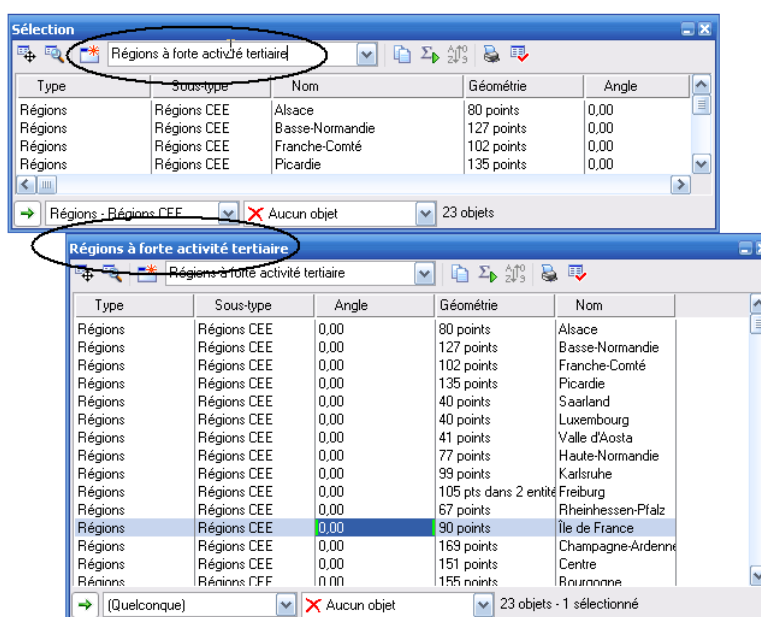 Sélection
Régions à forte activité tertiaire
Type Sous-type Nom Géométrie Angle
Régions Régions CEE Alsace 80 points 0,00
Régions Régions CEE Basse-Normandie 127 points 0,00
Régions Régions CEE Franche-Comté 102 points 0,00
Régions Régions CEE Picardie 135 points 0,00
Régions - Régions CEE Aucun objet 23 objets
Régions à forte activité tertiaire
Régions à forte activité tertiaire
Type Sous-type Angle Géométrie Nom
Régions Régions CEE 0,00 80 points Alsace
Régions Régions CEE 0,00 127 points Basse-Normandie
Régions Régions CEE 0,00 102 points Franche-Comté
Régions Régions CEE 0,00 135 points Picardie
Régions Régions CEE 0,00 40 points Saarland
Régions Régions CEE 0,00 40 points Luxembourg
Régions Régions CEE 0,00 41 points Valle d'Aosta
Régions Régions CEE 0,00 77 points Haute-Normandie
Régions Régions CEE 0,00 99 points Karlsruhe
Régions Régions CEE 0,00 105 pts dans 2 entité Freiburg
Régions Régions CEE 0,00 67 points Rheinhessen-Pfalz
Régions Régions CEE 0,00 90 points Île de France
Régions Régions CEE 0,00 169 points Champagne-Ardenne
Régions Régions CEE 0,00 151 points Centre
Régions Régions CEE 0,00 155 points Bourgogne
(Quelconque) Aucun objet 23 objets - 1 sélectionné